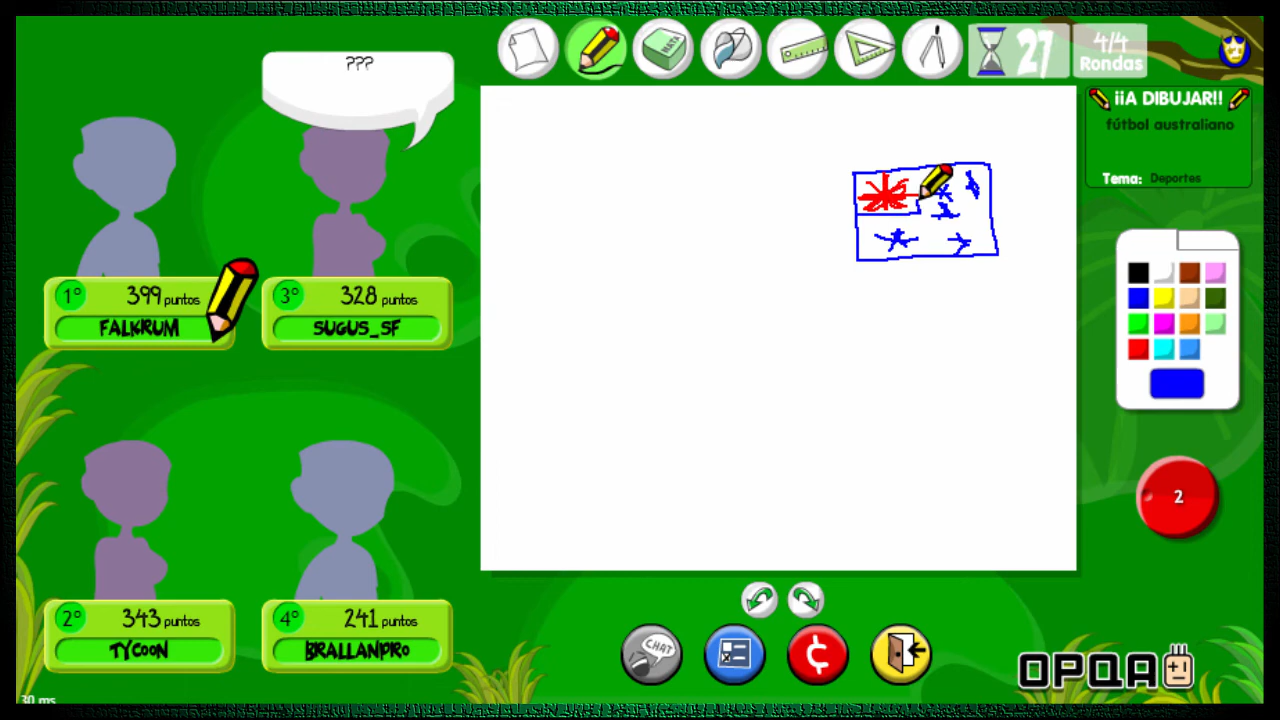 ???
27
4/4
Rondas
¡¡A DIBUJAR!!
fútbol australiano
Tema: Deportes
NATA
1º 399 puntos
FALKRUM
3º 328 puntos
SUGUS_SF
2
2º 343 puntos
TYCOON
4º 241 puntos
BRALLANPRO
CHAT
OPQA
30 ms